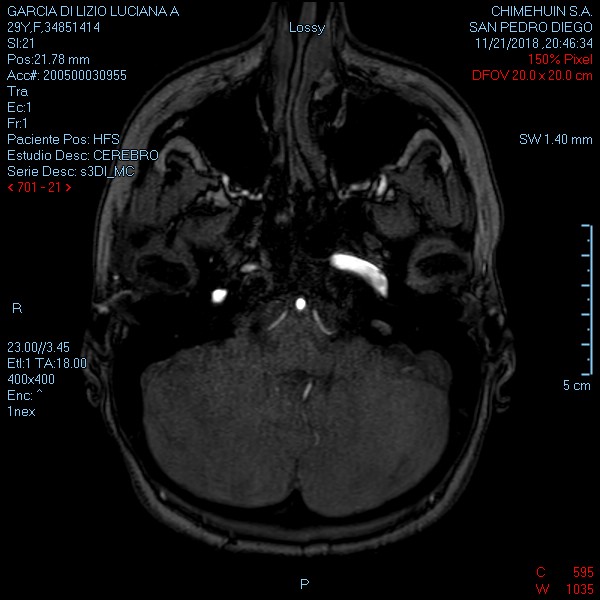 GARCIA DI LIZIO LUCIANA A
29Y,F,34851414
Sl:21
Pos:21.78 mm
Acc#: 200500030955
Tra
Ec:1
Fr:1
Paciente Pos: HFS
Estudio Desc: CEREBRO
Serie Desc: s3DI_MC
< 701 - 21 >
Lossy
CHIMEHUIN S.A.
SAN PEDRO DIEGO
11/21/2018 ,20:46:34
150% Pixel
DFOV 20.0 x 20.0 cm
SW 1.40 mm
R
23.00//3.45
Etl:1 TA:18.00
400x400
Enc: ^
1nex
5 cm
P
C 595
W 1035